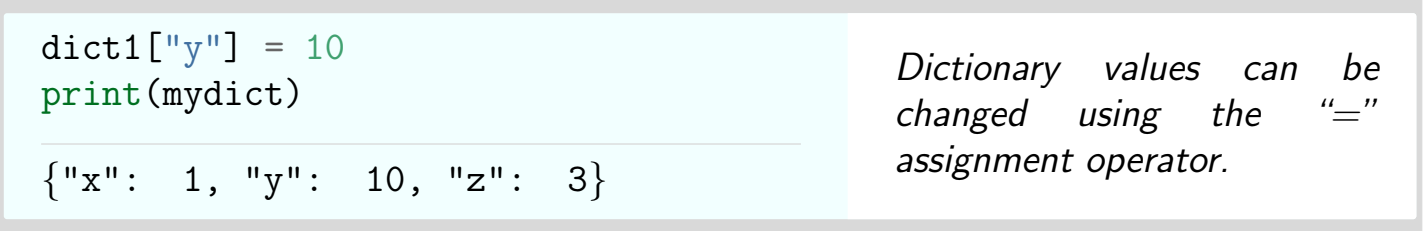 dict1["y"] = 10
print(mydict)
{"x": 1, "y": 10, "z": 3}
Dictionary values can be
changed using the “=”
assignment operator.